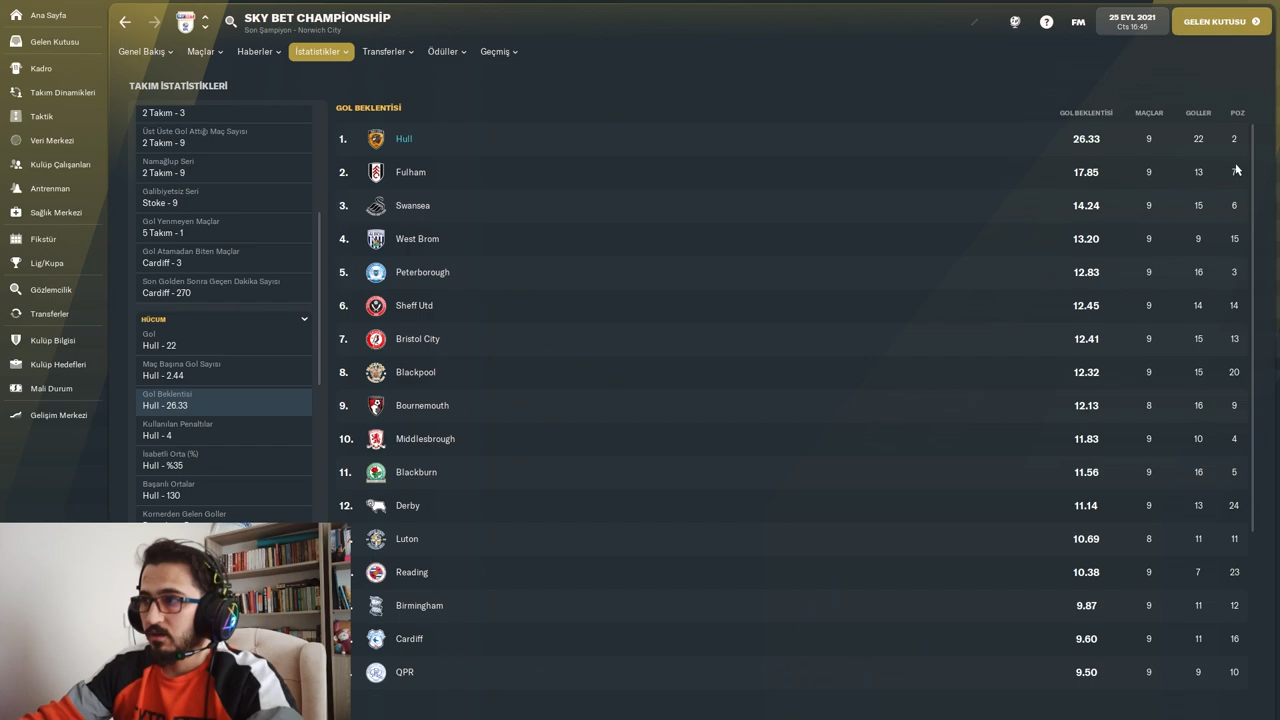 Ana Sayfa
Gelen Kutusu
Kadro
Takım Dinamikleri
Taktik
Veri Merkezi
Kulüp Çalışanları
Antrenman
Sağlık Merkezi
Fikstür
Lig/Kupa
Gözlemcilik
Transferler
Kulüp Bilgisi
Kulüp Hedefleri
Mali Durum
Gelişim Merkezi
SKY BET CHAMPİONSHİP
Son Şampiyon - Norwich City
FM
25 EYL 2021
Cts 16:45
GELEN KUTUSU
Genel Bakış
Maçlar
Haberler
İstatistikler
Transferler
Ödüller
Geçmiş
TAKIM İSTATİSTİKLERİ
2 Takım - 3
Üst Üste Gol Attığı Maç Sayısı
2 Takım - 9
Namağlup Seri
2 Takım - 9
Galibiyetsiz Seri
Stoke - 9
Gol Yenmeyen Maçlar
5 Takım - 1
Gol Atamadan Biten Maçlar
Cardiff - 3
Son Golden Sonra Geçen Dakika Sayısı
Cardiff - 270
HÜCUM
Gol
Hull - 22
Maç Başına Gol Sayısı
Hull - 2.44
Gol Beklentisi
Hull - 26.33
Kullanılan Penaltılar
Hull - 4
İsabetli Orta (%)
Hull - %35
Başarılı Ortalar
Hull - 130
Kornerden Gelen Goller
GOL BEKLENTİSİ
GOL BEKLENTİSİ MAÇLAR GOLLER POZ
1. Hull 26.33 9 22 2
2. Fulham 17.85 9 13
3. Swansea 14.24 9 15 6
4. West Brom 13.20 9 9 15
5. Peterborough 12.83 9 16 3
6. Sheff Utd 12.45 9 14 14
7. Bristol City 12.41 9 15 13
8. Blackpool 12.32 9 15 20
9. Bournemouth 12.13 8 16 9
10. Middlesbrough 11.83 9 10 4
11. Blackburn 11.56 9 16 5
12. Derby 11.14 9 13 24
Luton 10.69 8 11 11
Reading 10.38 9 7 23
Birmingham 9.87 9 11 12
Cardiff 9.60 9 11 16
QPR 9.50 9 9 10